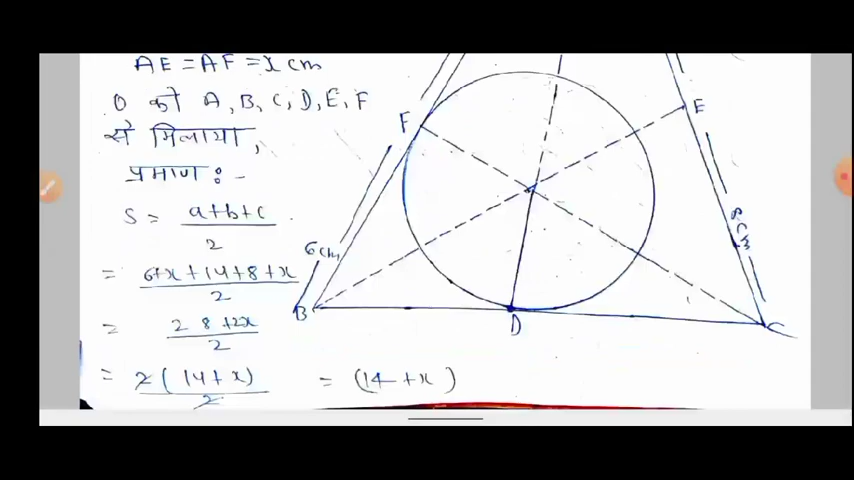 AE = AF = x cm
O को A, B, C, D, E, F
से मिलाया,
प्रमाण :-
S = a+b+c / 2
= 6+x+14+8+x / 2
= 28+2x / 2
= 2(14+x) / 2 = (14+x)
F
E
6cm
8cm
B
D
C